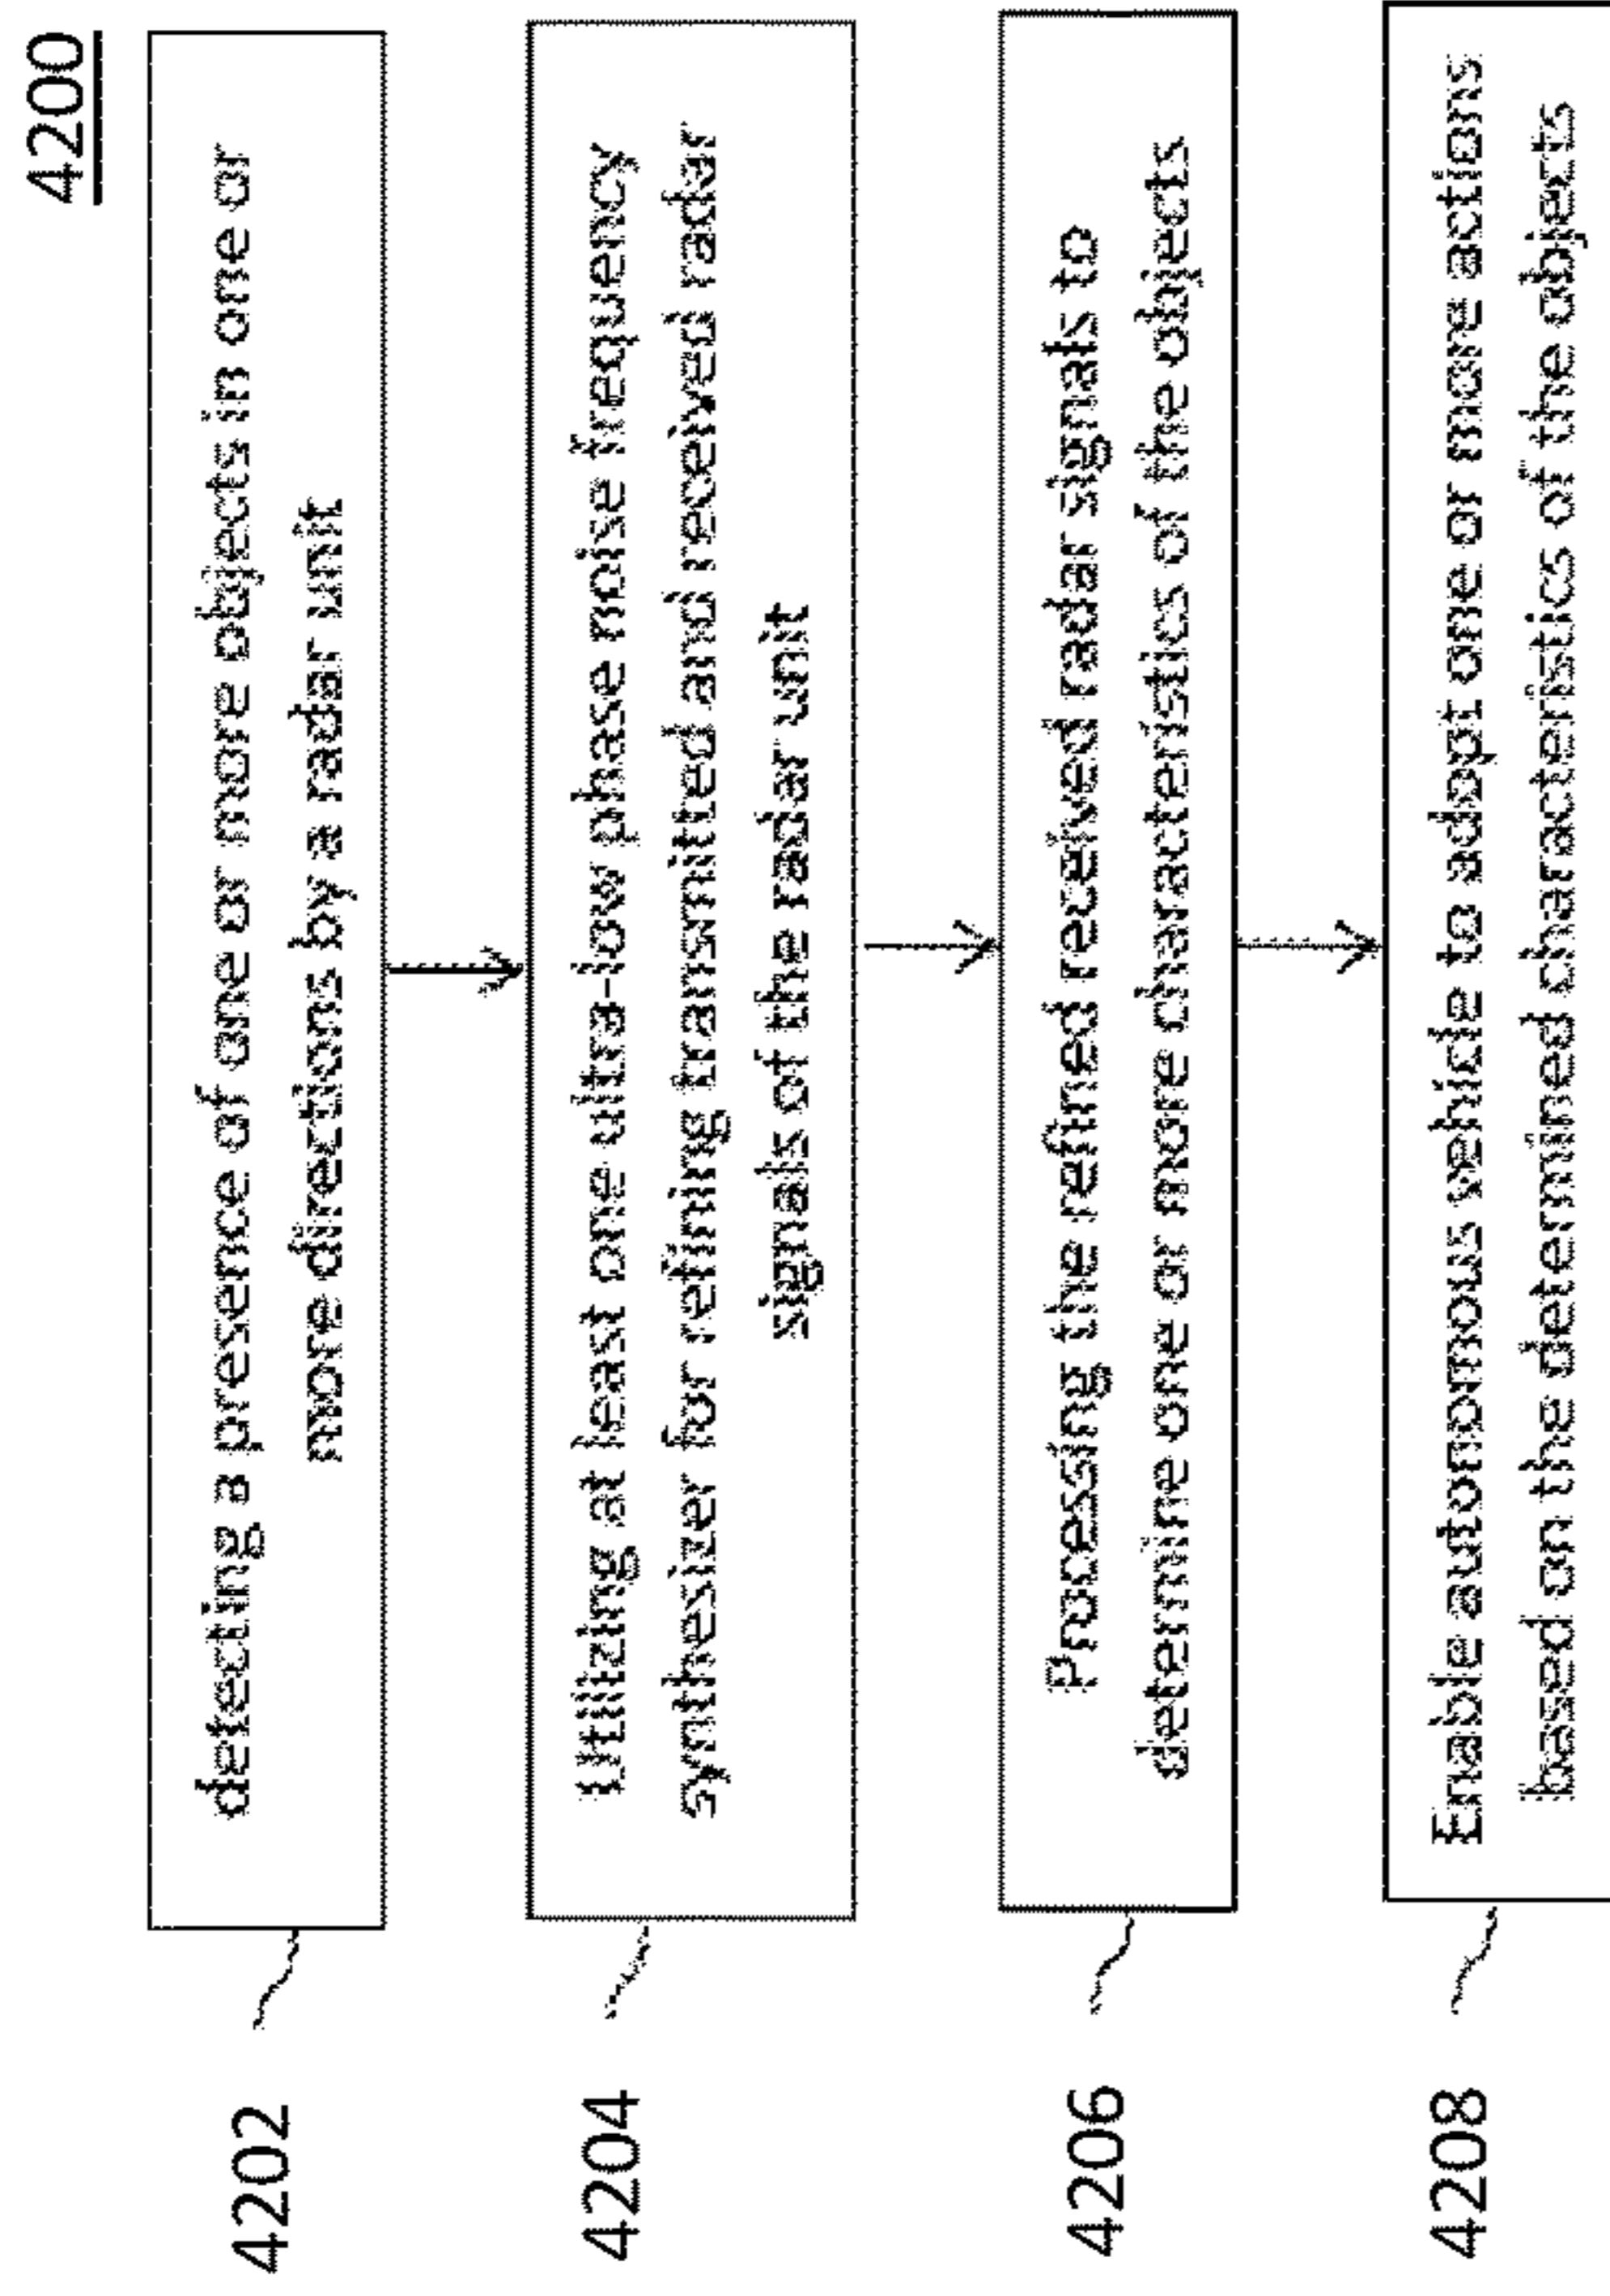 4200
4202
detecting a presence of one or more objects in one or
more directions by a radar unit
4204
Utilizing at least one ultra-low phase noise frequency
synthesizer for refining transmitted and received radar
signals of the radar unit
4206
Processing the refined received radar signals to
determine one or more characteristics of the objects
4208
Enable autonomous vehicle to adopt one or more actions
based on the determined characteristics of the objects